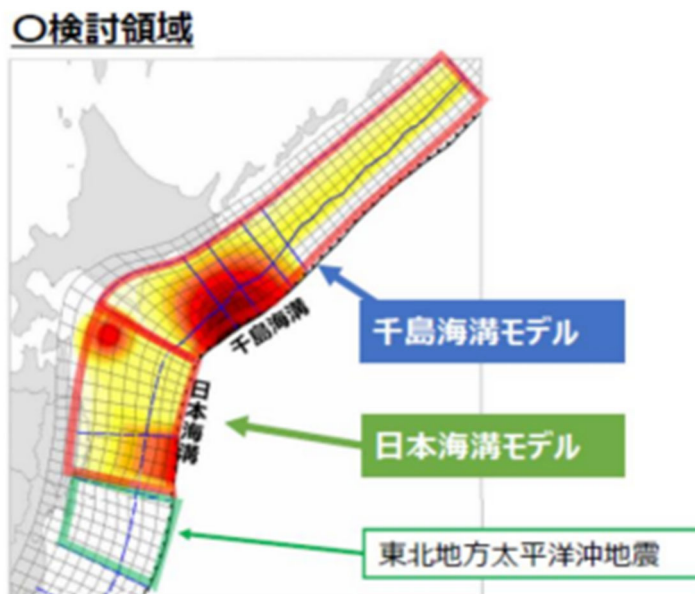 〇検討領域
千島海溝
千島海溝モデル
日本海溝
日本海溝モデル
東北地方太平洋沖地震